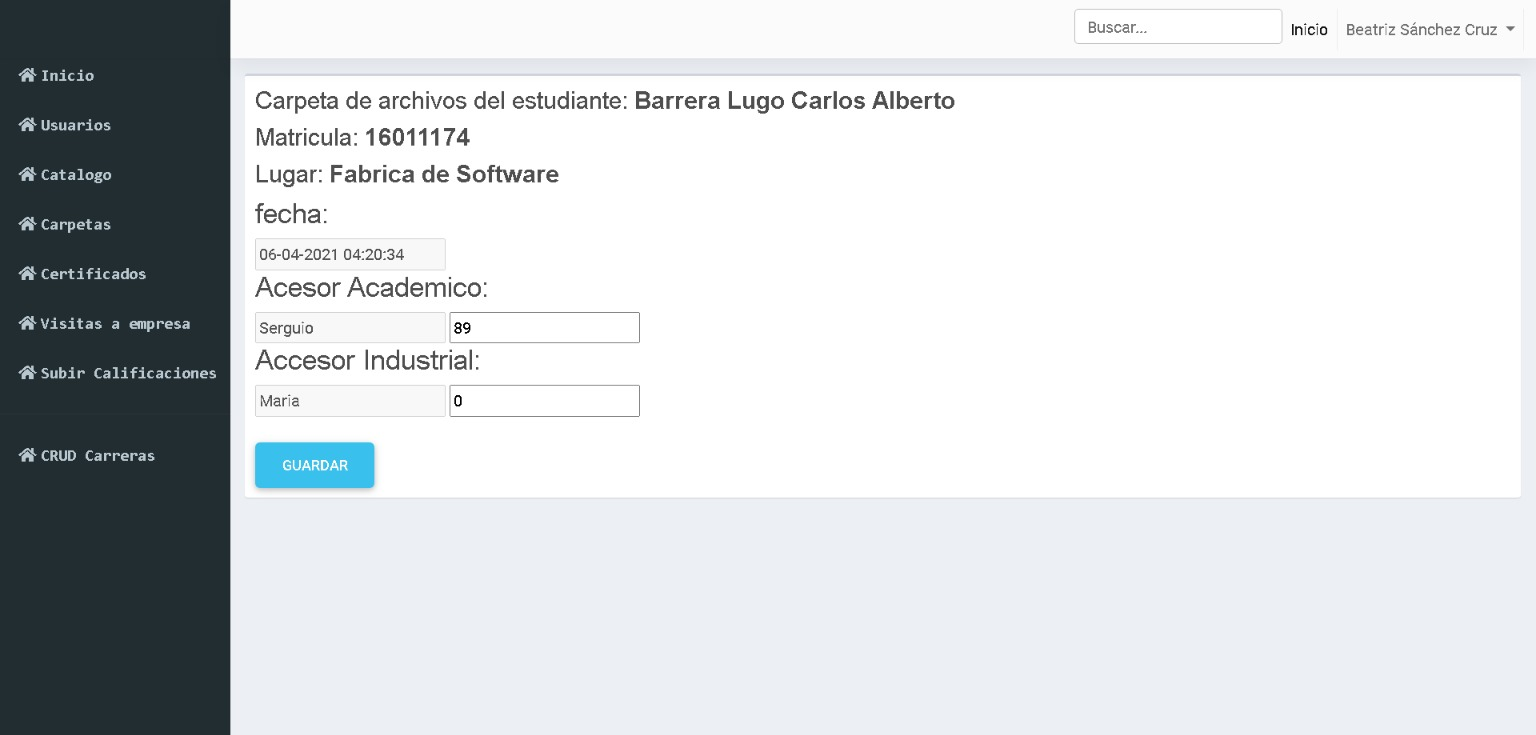 Buscar...
Inicio
Beatriz Sánchez Cruz
Inicio
Usuarios
Catalogo
Carpetas
Certificados
Visitas a empresa
Subir Calificaciones
CRUD Carreras
Carpeta de archivos del estudiante: Barrera Lugo Carlos Alberto
Matricula: 16011174
Lugar: Fabrica de Software
fecha:
06-04-2021 04:20:34
Acesor Academico:
Serguio 89
Accesor Industrial:
Maria 0
GUARDAR